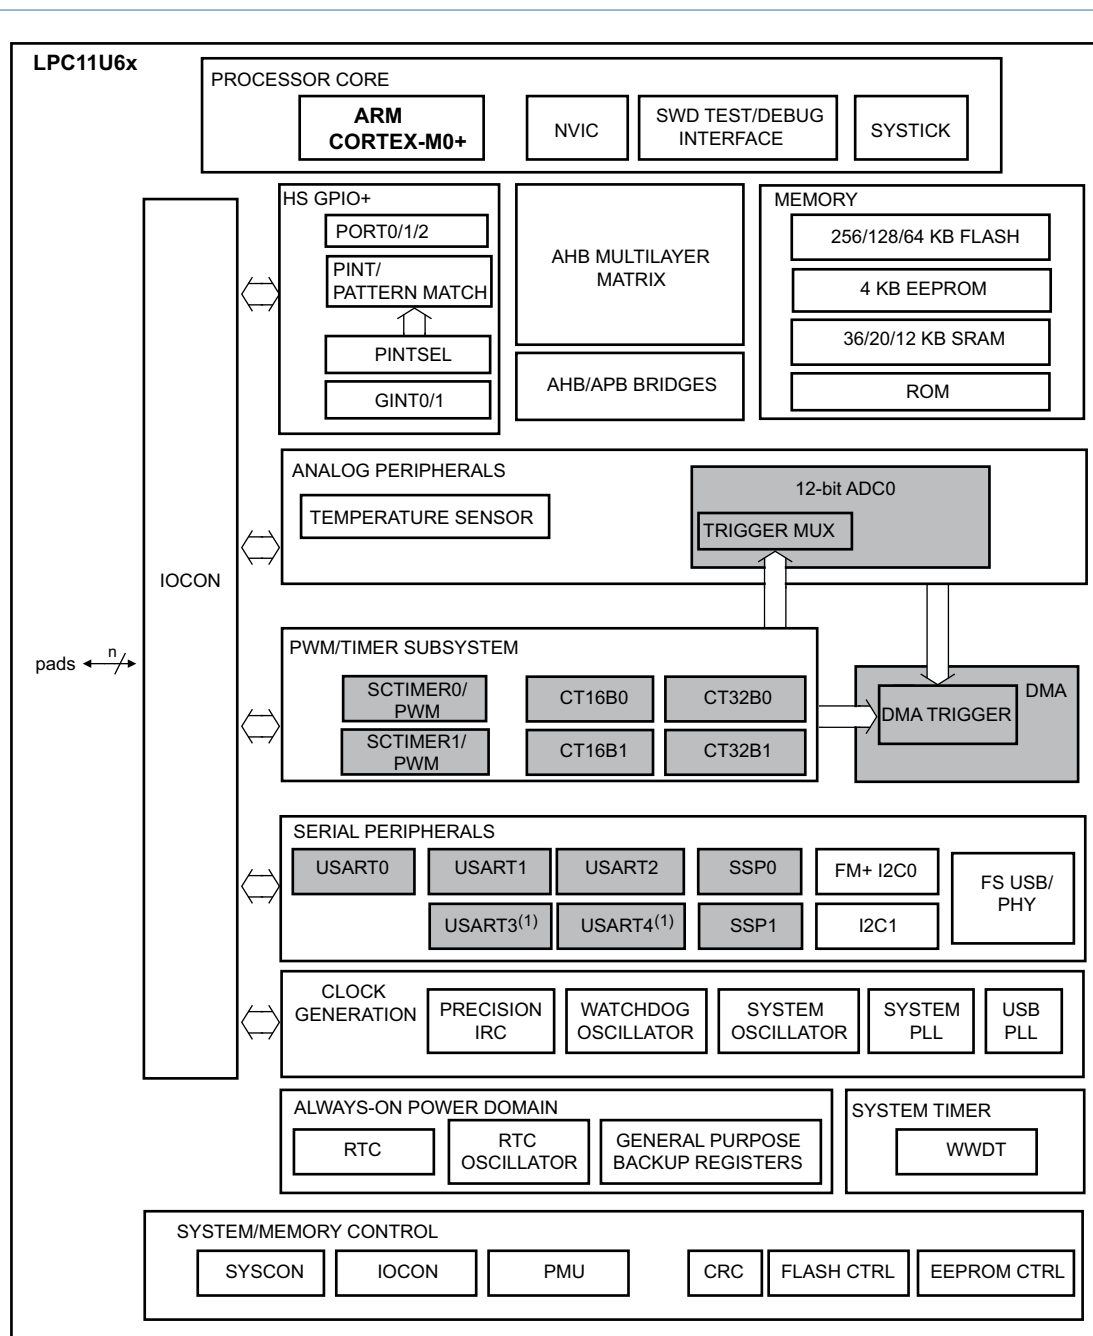 LPC11U6x
PROCESSOR CORE
ARM
CORTEX-M0+
NVIC
SWD TEST/DEBUG
INTERFACE
SYSTICK
HS GPIO+
PORT0/1/2
PINT/
PATTERN MATCH
PINTSEL
GINT0/1
AHB MULTILAYER
MATRIX
AHB/APB BRIDGES
MEMORY
256/128/64 KB FLASH
4 KB EEPROM
36/20/12 KB SRAM
ROM
IOCON
pads
n
ANALOG PERIPHERALS
TEMPERATURE SENSOR
12-bit ADC0
TRIGGER MUX
PWM/TIMER SUBSYSTEM
SCTIMER0/
PWM
CT16B0
CT32B0
SCTIMER1/
PWM
CT16B1
CT32B1
DMA
DMA TRIGGER
SERIAL PERIPHERALS
USART0
USART1
USART2
SSP0
FM+ I2C0
FS USB/
PHY
USART3(1)
USART4(1)
SSP1
I2C1
CLOCK
GENERATION
PRECISION
IRC
WATCHDOG
OSCILLATOR
SYSTEM
OSCILLATOR
SYSTEM
PLL
USB
PLL
ALWAYS-ON POWER DOMAIN
RTC
RTC
OSCILLATOR
GENERAL PURPOSE
BACKUP REGISTERS
SYSTEM TIMER
WWDT
SYSTEM/MEMORY CONTROL
SYSCON
IOCON
PMU
CRC
FLASH CTRL
EEPROM CTRL